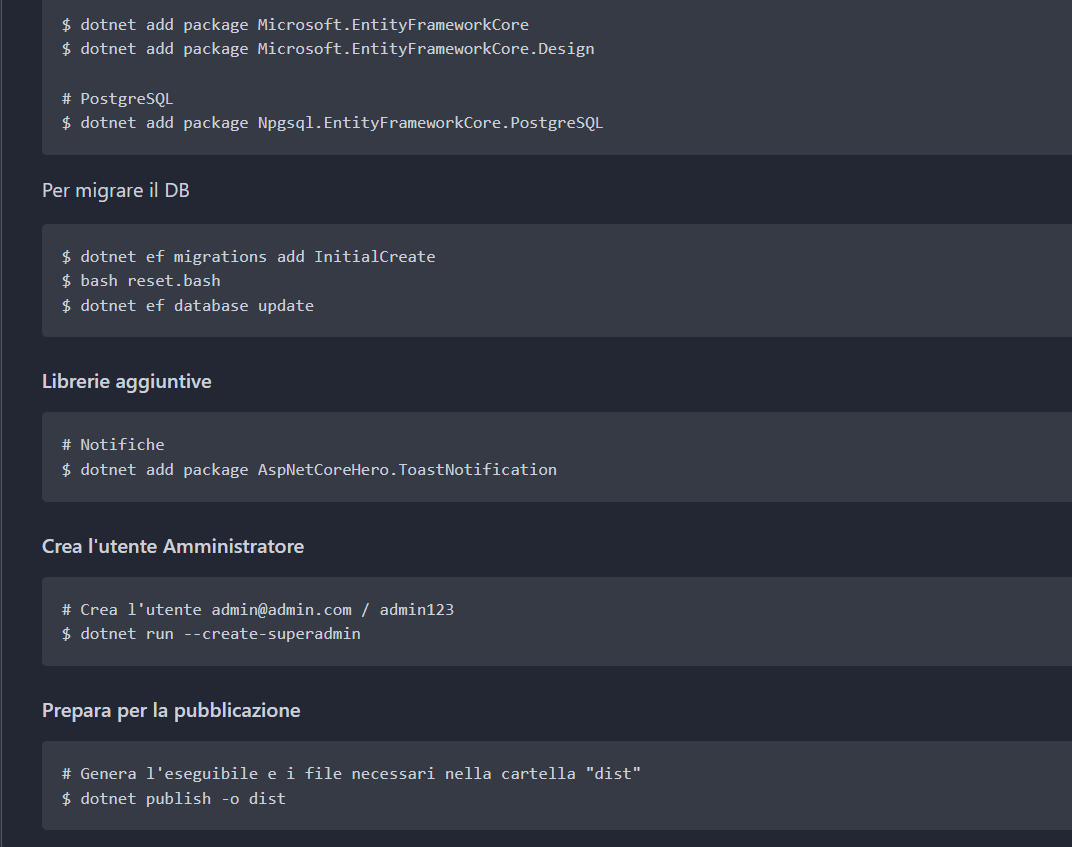 $ dotnet add package Microsoft.EntityFrameworkCore
$ dotnet add package Microsoft.EntityFrameworkCore.Design
# PostgreSQL
$ dotnet add package Npgsql.EntityFrameworkCore.PostgreSQL
Per migrare il DB
$ dotnet ef migrations add InitialCreate
$ bash reset.bash
$ dotnet ef database update
Librerie aggiuntive
# Notifiche
$ dotnet add package AspNetCoreHero.ToastNotification
Crea l'utente Amministratore
# Crea l'utente admin@admin.com / admin123
$ dotnet run --create-superadmin
Prepara per la pubblicazione
# Genera l'eseguibile e i file necessari nella cartella "dist"
$ dotnet publish -o dist